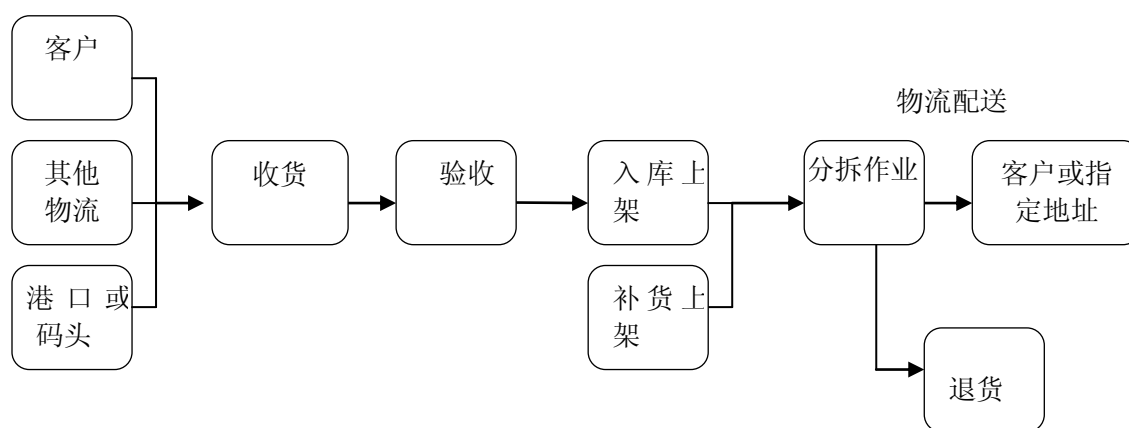 客户
物流配送
其他
物流
收货
验收
入库上
架
分拆作业
客户或指
定地址
港口或
码头
补货上
架
退货